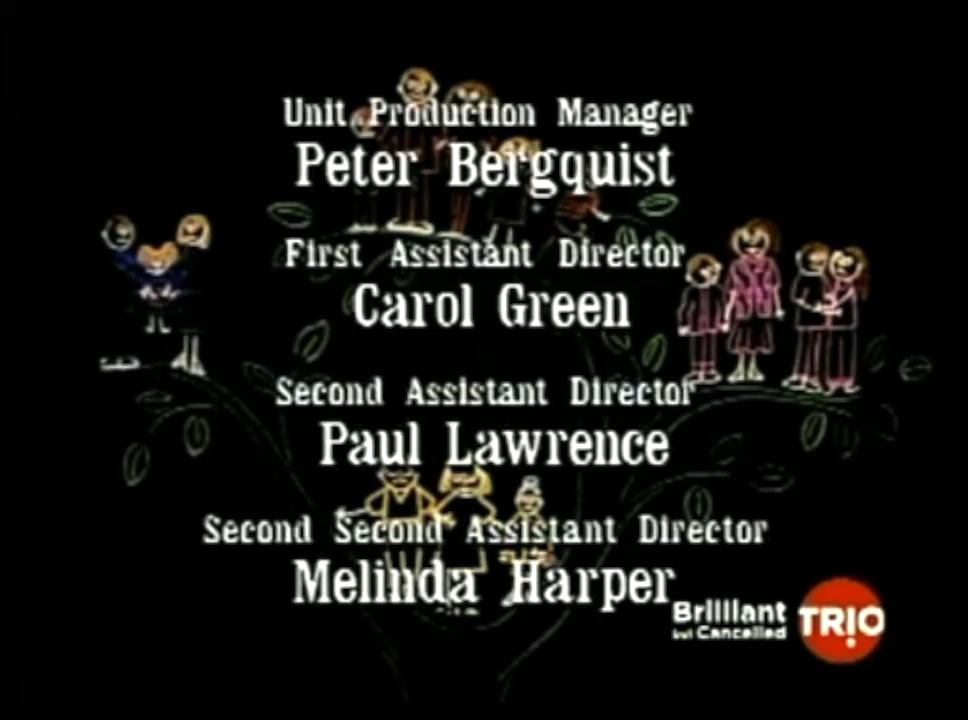 Unit Production Manager
Peter Bergquist
First Assistant Director
Carol Green
Second Assistant Director
Paul Lawrence
Second Second Assistant Director
Melinda Harper
Brilliant
but Cancelled
TRIO